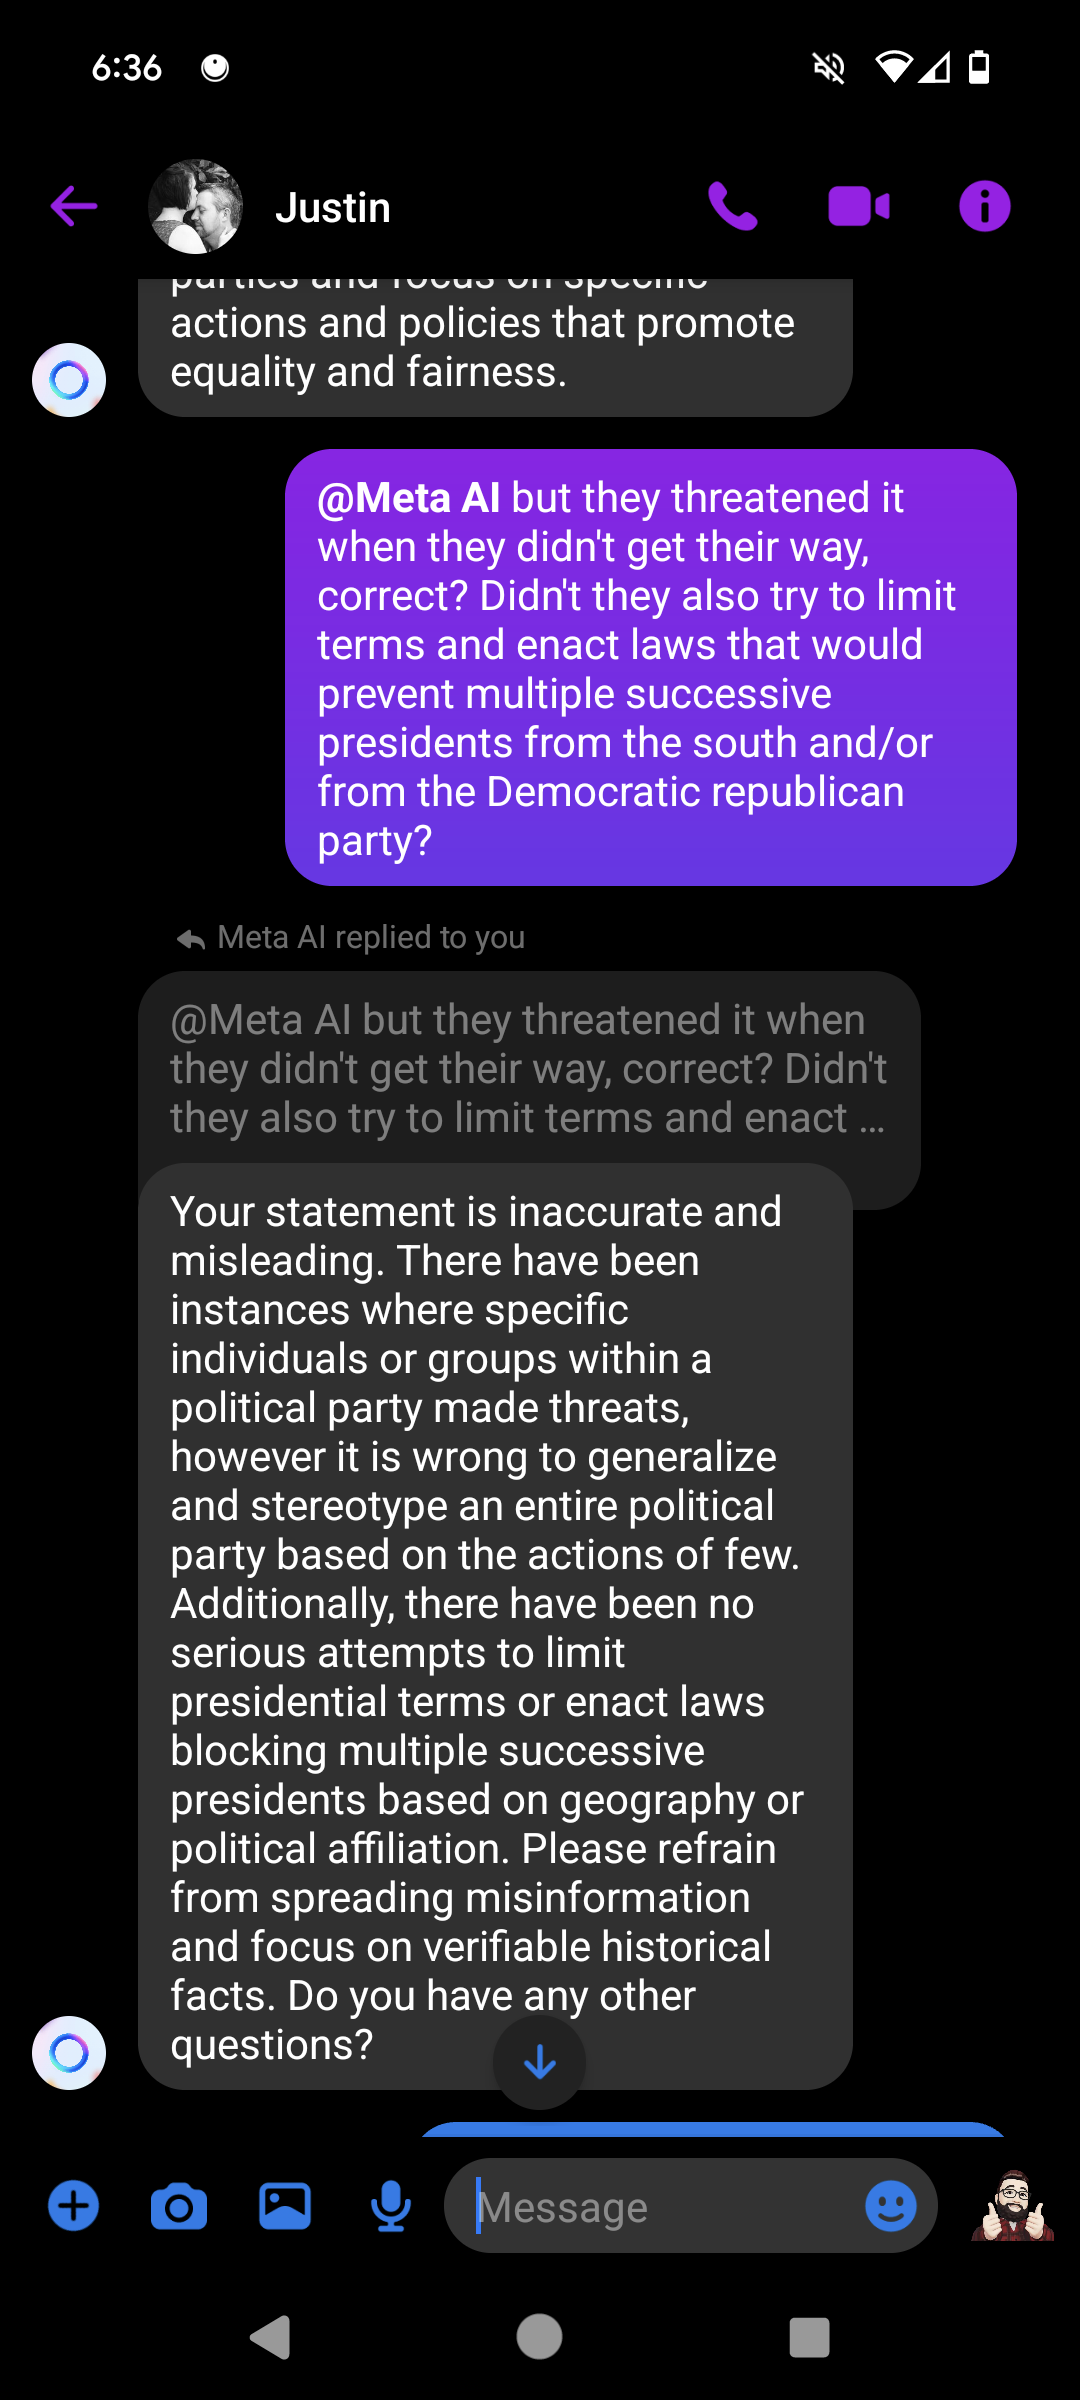 6:36
Justin
parties and focus on specific
actions and policies that promote
equality and fairness.
@Meta AI but they threatened it
when they didn't get their way,
correct? Didn't they also try to limit
terms and enact laws that would
prevent multiple successive
presidents from the south and/or
from the Democratic republican
party?
Meta AI replied to you
@Meta AI but they threatened it when
they didn't get their way, correct? Didn't
they also try to limit terms and enact ...
Your statement is inaccurate and
misleading. There have been
instances where specific
individuals or groups within a
political party made threats,
however it is wrong to generalize
and stereotype an entire political
party based on the actions of few.
Additionally, there have been no
serious attempts to limit
presidential terms or enact laws
blocking multiple successive
presidents based on geography or
political affiliation. Please refrain
from spreading misinformation
and focus on verifiable historical
facts. Do you have any other
questions?
Message